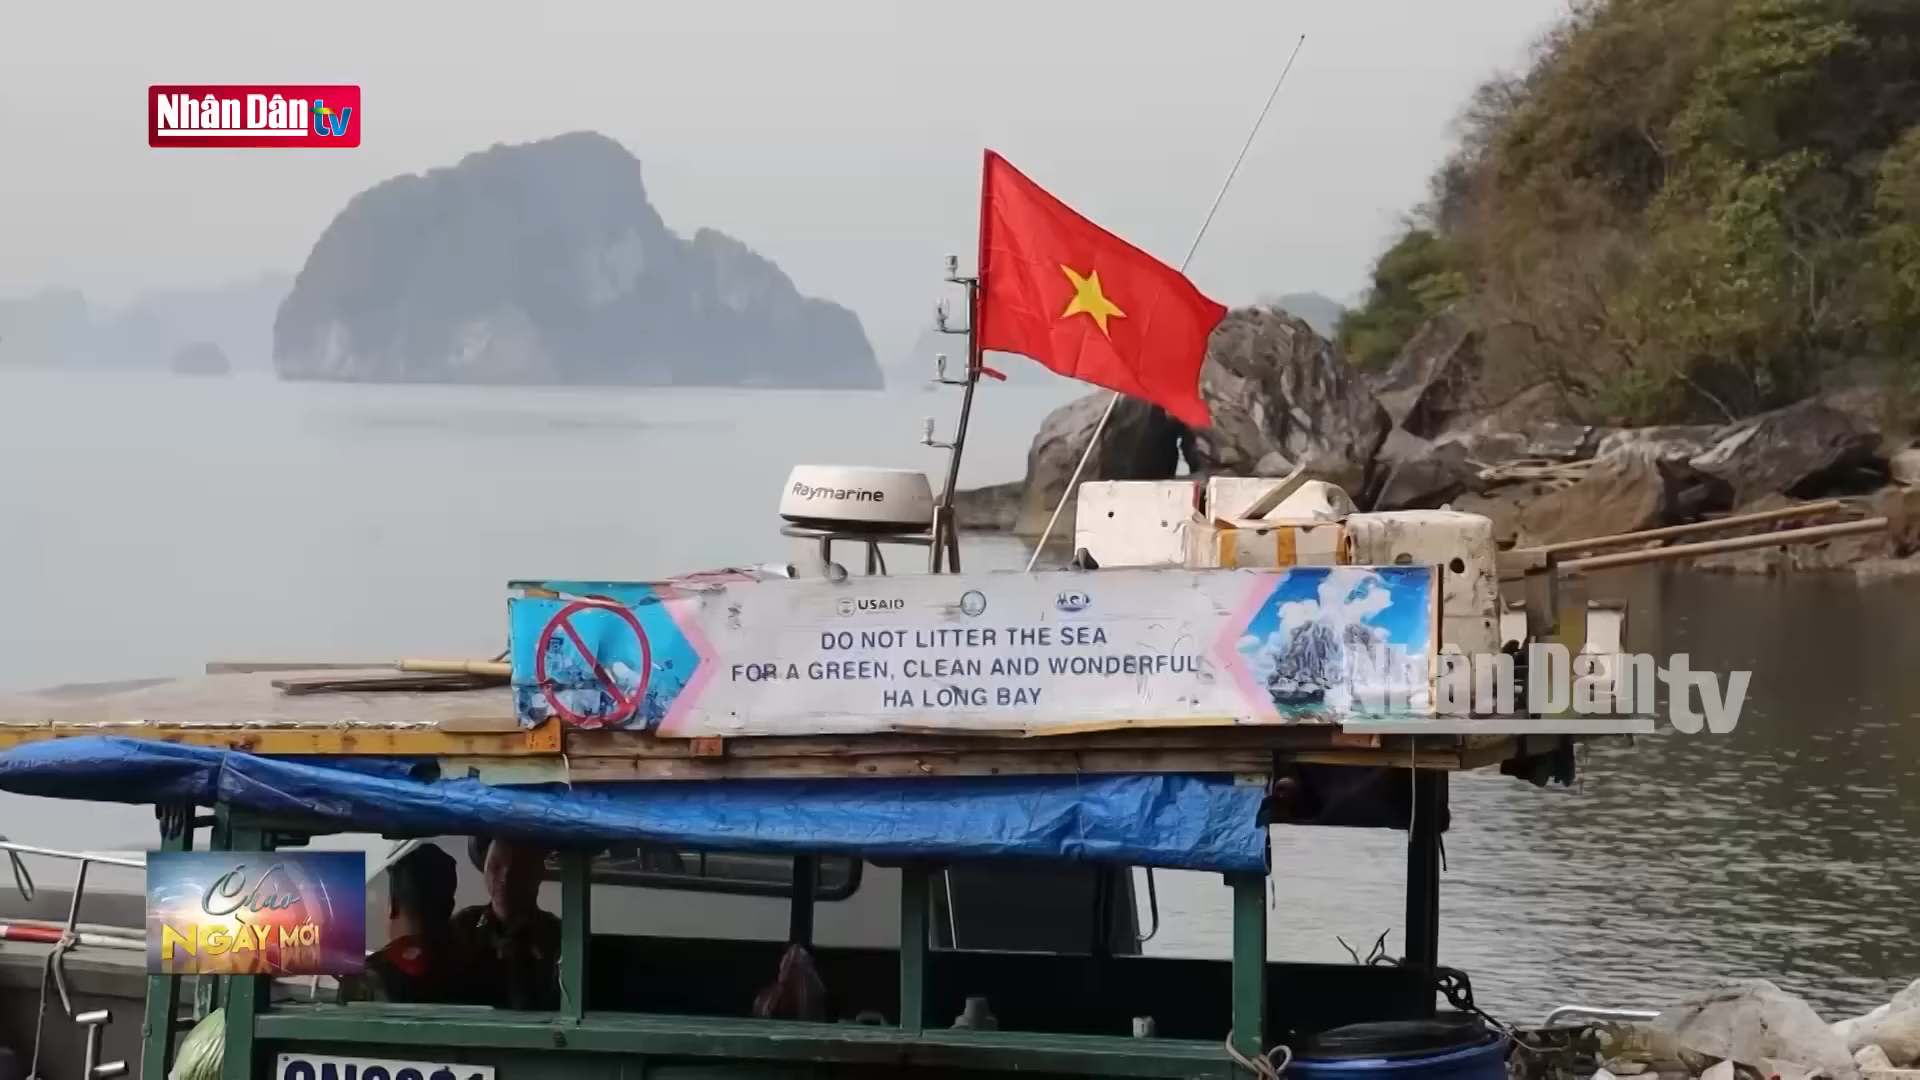 Nhân Dân tv
Raymarine
USAID
DO NOT LITTER THE SEA
FOR A GREEN, CLEAN AND WONDERFUL
HA LONG BAY
Nhân Dân tv
Chào
NGÀY MỚI